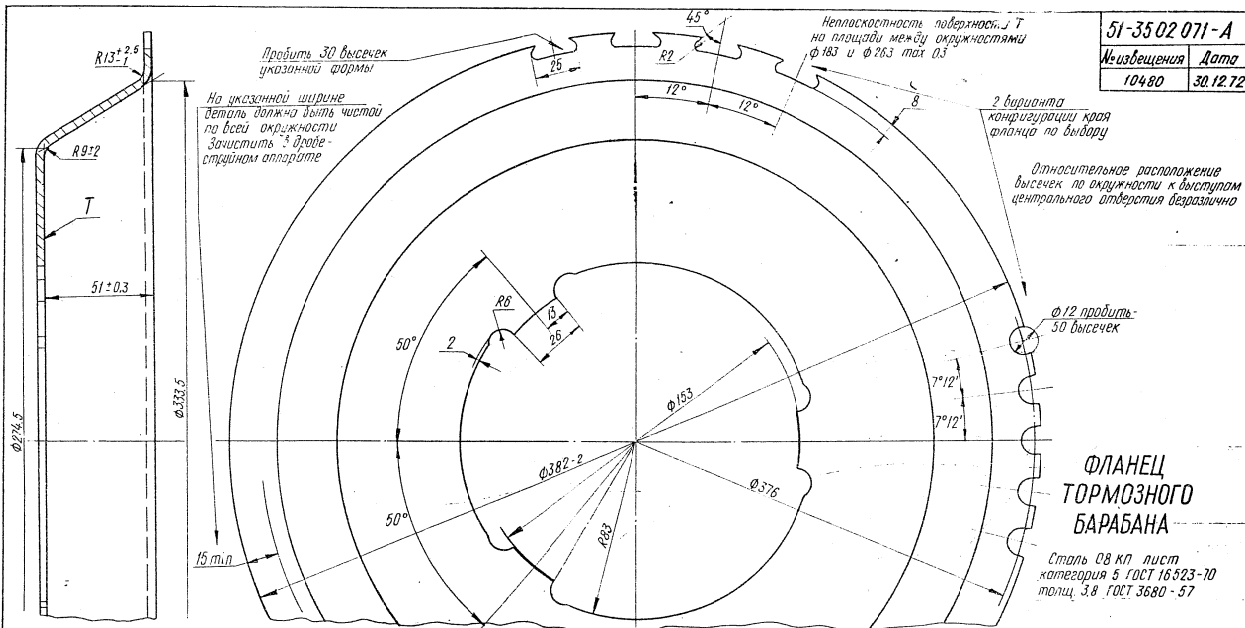 51-3502 071-А
№ извещения Дата
10480 30.12.72
R13+2.5-1
Пробить 30 высечек
указанной формы
25
45°
R2
Неплоскостность поверхности Т
на площади между окружностями
ф 183 и ф 263 max 0.3
На указанной ширине
деталь должна быть чистой
по всей окружности
Зачистить в дробе-
струйном аппарате
12°
12°
8
2 варианта
конфигурации края
фланца по выбору
Относительное расположение
высечек по окружности к выступам
центрального отверстия безразлично
R9±2
Т
51±0.3
R6
13
26
2
50°
ф12 пробить
50 высечек
7°12'
7°12'
ф333.5
ф274.5
ф153
ф382-2
ф376
50°
R83
15 min
ФЛАНЕЦ
ТОРМОЗНОГО
БАРАБАНА
Сталь 08 КП лист
категория 5 ГОСТ 16523-70
толщ. 3,8 ГОСТ 3680-57